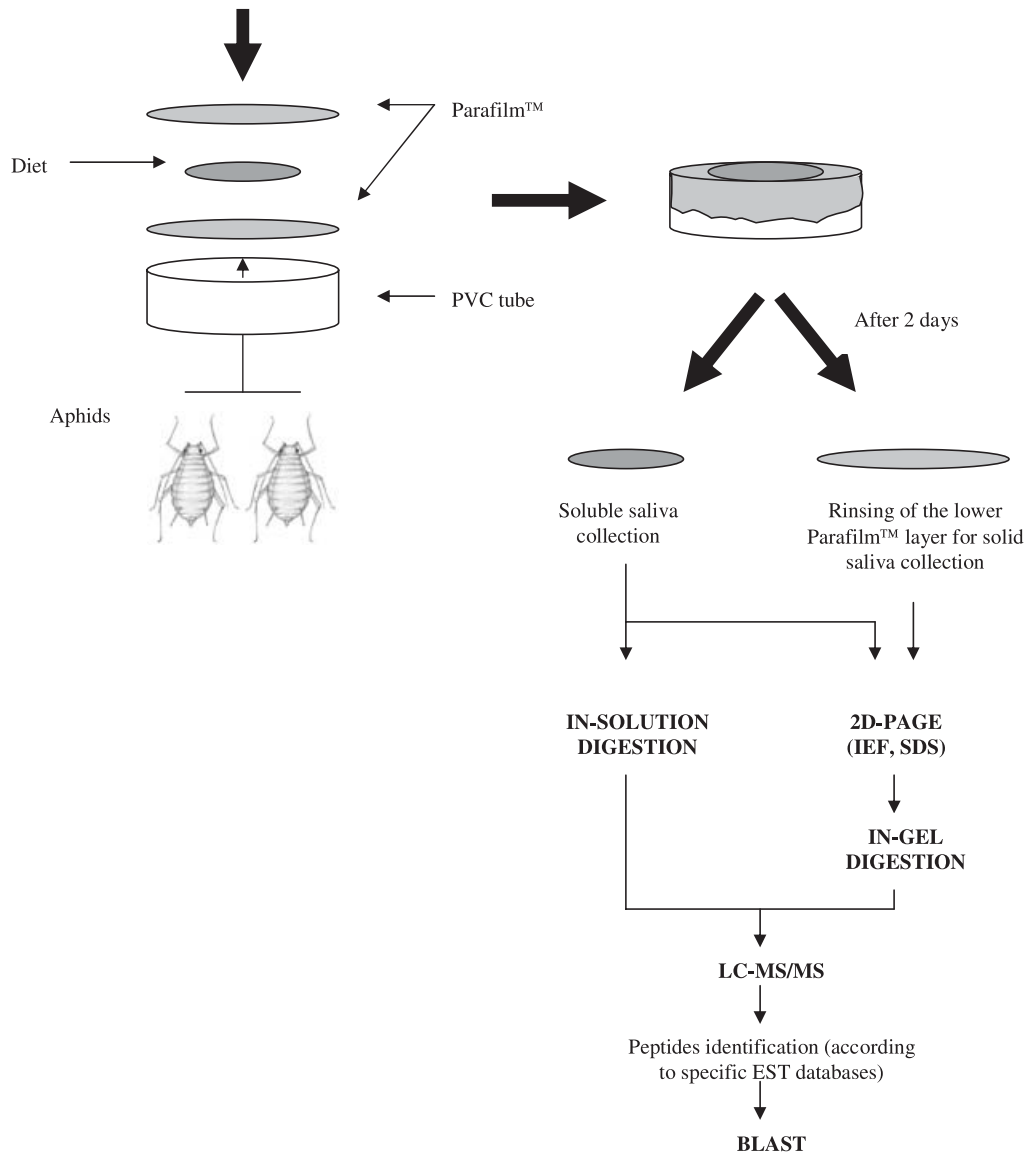 Parafilm™
Diet
PVC tube
After 2 days
Aphids
Soluble saliva
collection
Rinsing of the lower
Parafilm™ layer for solid
saliva collection
IN-SOLUTION
DIGESTION
2D-PAGE
(IEF, SDS)
IN-GEL
DIGESTION
LC-MS/MS
Peptides identification (according
to specific EST databases)
BLAST